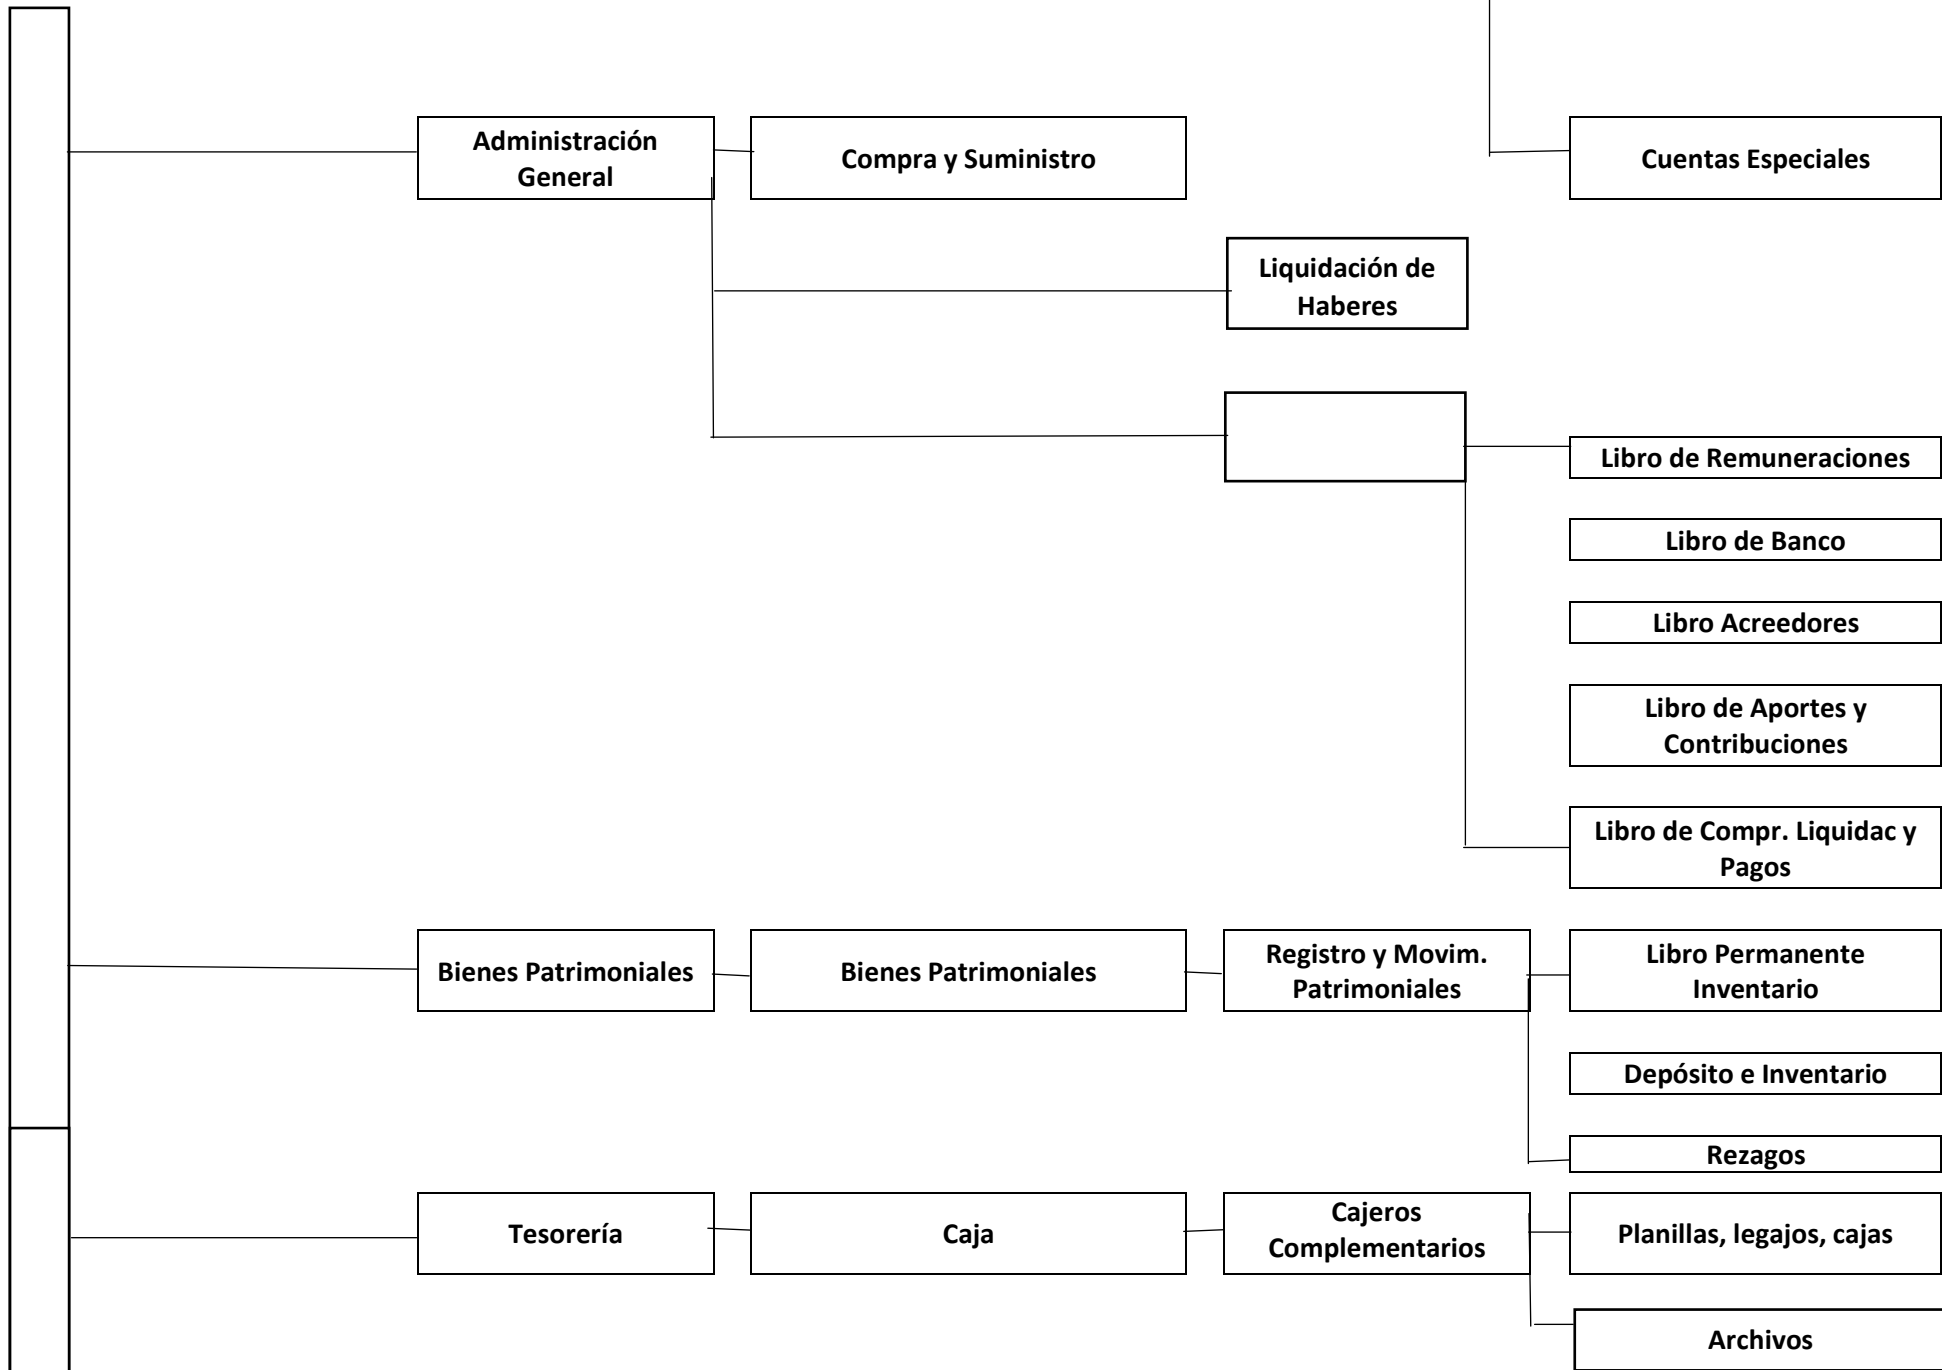 Administración
General
Compra y Suministro
Cuentas Especiales
Liquidación de
Haberes
Libro de Remuneraciones
Libro de Banco
Libro Acreedores
Libro de Aportes y
Contribuciones
Libro de Compr. Liquidac y
Pagos
Bienes Patrimoniales
Bienes Patrimoniales
Registro y Movim.
Patrimoniales
Libro Permanente
Inventario
Depósito e Inventario
Rezagos
Tesorería
Caja
Cajeros
Complementarios
Planillas, legajos, cajas
Archivos